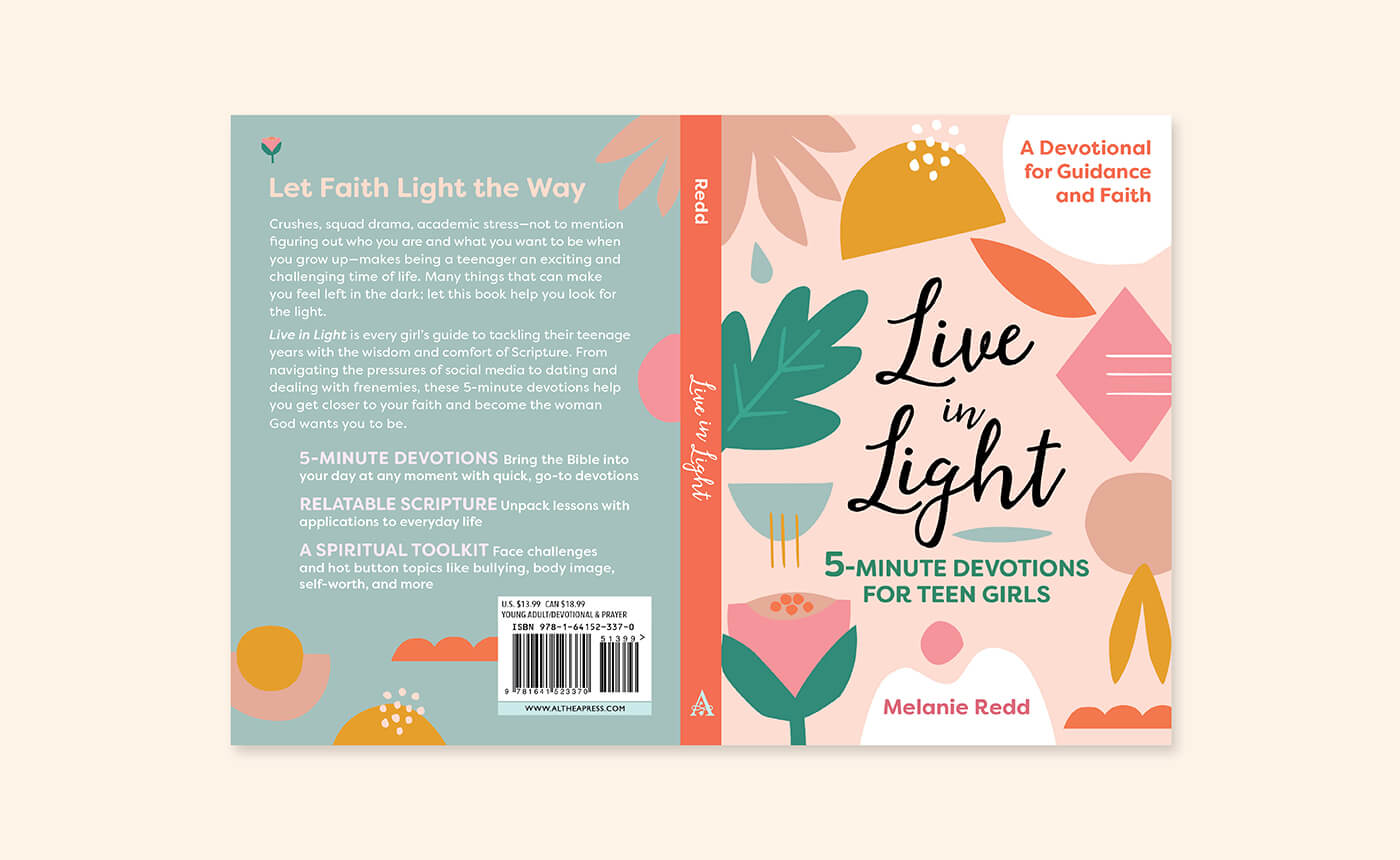 Let Faith Light the Way
Crushes, squad drama, academic stress—not to mention
figuring out who you are and what you want to be when
you grow up—makes being a teenager an exciting and
challenging time of life. Many things that can make
you feel left in the dark; let this book help you look for
the light.
Live in Light is every girl's guide to tackling their teenage
years with the wisdom and comfort of Scripture. From
navigating the pressures of social media to dating and
dealing with frenemies, these 5-minute devotions help
you get closer to your faith and become the woman
God wants you to be.
5-MINUTE DEVOTIONS Bring the Bible into
your day at any moment with quick, go-to devotions
RELATABLE SCRIPTURE Unpack lessons with
applications to everyday life
A SPIRITUAL TOOLKIT Face challenges
and hot button topics like bullying, body image,
self-worth, and more
U.S. $13.99 CAN $18.99
YOUNG ADULT/DEVOTIONAL & PRAYER
ISBN 978-1-64152-337-0
51399>
9 781641 523370
WWW.ALTHEAPRESS.COM
Redd
Live in Light
A
A Devotional
for Guidance
and Faith
Live
in
Light
5-MINUTE DEVOTIONS
FOR TEEN GIRLS
Melanie Redd